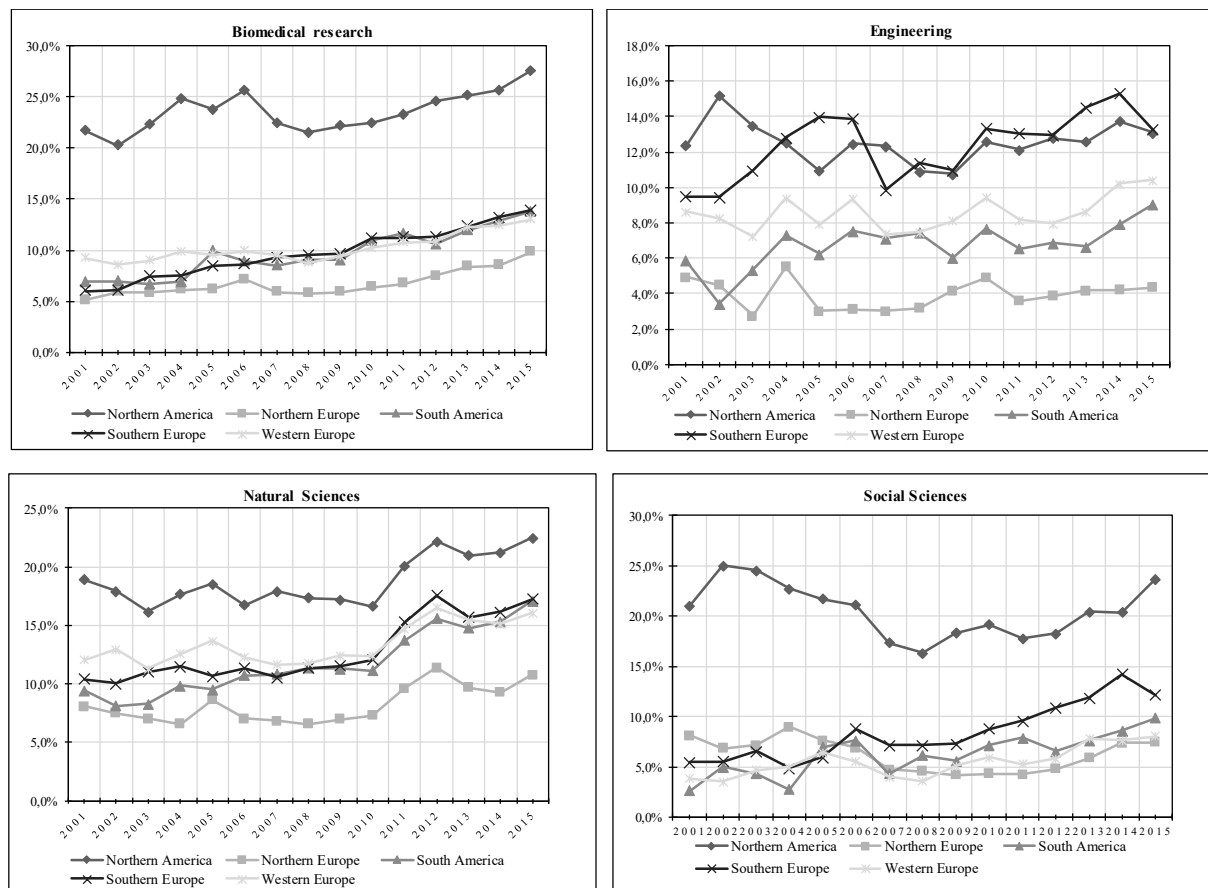 Biomedical research
30,0%
25,0%
20,0%
15,0%
10,0%
5,0%
0,0%
2001 2002 2003 2004 2005 2006 2007 2008 2009 2010 2011 2012 2013 2014 2015
Northern America Northern Europe South America
Southern Europe Western Europe
Engineering
18,0%
16,0%
14,0%
12,0%
10,0%
8,0%
6,0%
4,0%
2,0%
0,0%
2001 2002 2003 2004 2005 2006 2007 2008 2009 2010 2011 2012 2013 2014 2015
Northern America Northern Europe South America
Southern Europe Western Europe
Natural Sciences
25,0%
20,0%
15,0%
10,0%
5,0%
0,0%
2001 2002 2003 2004 2005 2006 2007 2008 2009 2010 2011 2012 2013 2014 2015
Northern America Northern Europe South America
Southern Europe Western Europe
Social Sciences
30,0%
25,0%
20,0%
15,0%
10,0%
5,0%
0,0%
2001 2002 2003 2004 2005 2006 2007 2008 2009 2010 2011 2012 2013 2014 2015
Northern America Northern Europe South America
Southern Europe Western Europe